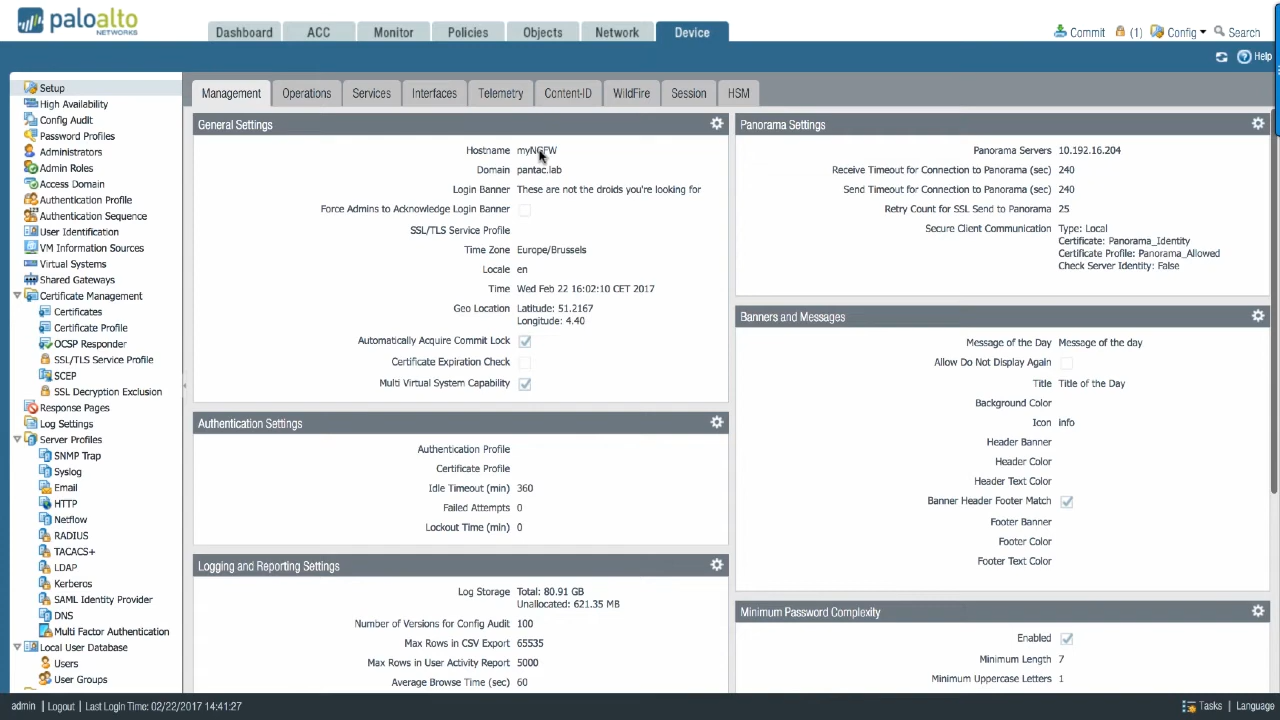 paloalto
NETWORKS
Dashboard
ACC
Monitor
Policies
Objects
Network
Device
Commit
(1)
Config
Search
Help
Setup
High Availability
Config Audit
Password Profiles
Administrators
Admin Roles
Access Domain
Authentication Profile
Authentication Sequence
User Identification
VM Information Sources
Virtual Systems
Shared Gateways
Certificate Management
Certificates
Certificate Profile
OCSP Responder
SSL/TLS Service Profile
SCEP
SSL Decryption Exclusion
Response Pages
Log Settings
Server Profiles
SNMP Trap
Syslog
Email
HTTP
Netflow
RADIUS
TACACS+
LDAP
Kerberos
SAML Identity Provider
DNS
Multi Factor Authentication
Local User Database
Users
User Groups
Management
Operations
Services
Interfaces
Telemetry
Content-ID
WildFire
Session
HSM
General Settings
Hostname myNGFW
Domain pantac.lab
Login Banner These are not the droids you're looking for
Force Admins to Acknowledge Login Banner
SSL/TLS Service Profile
Time Zone Europe/Brussels
Locale en
Time Wed Feb 22 16:02:10 CET 2017
Geo Location Latitude: 51.2167
Longitude: 4.40
Automatically Acquire Commit Lock
Certificate Expiration Check
Multi Virtual System Capability
Authentication Settings
Authentication Profile
Certificate Profile
Idle Timeout (min) 360
Failed Attempts 0
Lockout Time (min) 0
Logging and Reporting Settings
Log Storage Total: 80.91 GB
Unallocated: 621.35 MB
Number of Versions for Config Audit 100
Max Rows in CSV Export 65535
Max Rows in User Activity Report 5000
Average Browse Time (sec) 60
Panorama Settings
Panorama Servers 10.192.16.204
Receive Timeout for Connection to Panorama (sec) 240
Send Timeout for Connection to Panorama (sec) 240
Retry Count for SSL Send to Panorama 25
Secure Client Communication Type: Local
Certificate: Panorama_Identity
Certificate Profile: Panorama_Allowed
Check Server Identity: False
Banners and Messages
Message of the Day Message of the day
Allow Do Not Display Again
Title Title of the Day
Background Color
Icon info
Header Banner
Header Color
Header Text Color
Banner Header Footer Match
Footer Banner
Footer Color
Footer Text Color
Minimum Password Complexity
Enabled
Minimum Length 7
Minimum Uppercase Letters 1
admin | Logout | Last Login Time: 02/22/2017 14:41:27
Tasks | Language